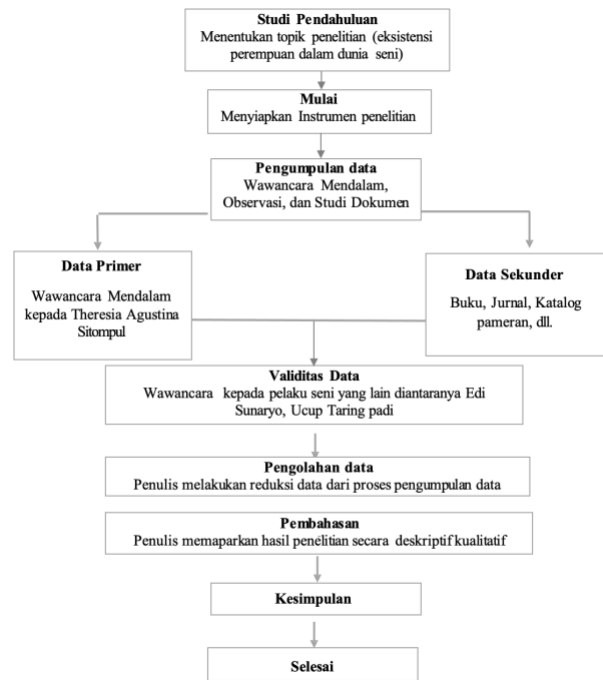 Studi Pendahuluan
Menentukan topik penelitian (eksistensi
perempuan dalam dunia seni)
Mulai
Menyiapkan Instrumen penelitian
Pengumpulan data
Wawancara Mendalam,
Observasi, dan Studi Dokumen
Data Primer
Wawancara Mendalam
kepada Theresia Agustina
Sitompul
Data Sekunder
Buku, Jurnal, Katalog
pameran, dll.
Validitas Data
Wawancara kepada pelaku seni yang lain diantaranya Edi
Sunaryo, Ucup Taring padi
Pengolahan data
Penulis melakukan reduksi data dari proses pengumpulan data
Pembahasan
Penulis memaparkan hasil penelitian secara deskriptif kualitatif
Kesimpulan
Selesai